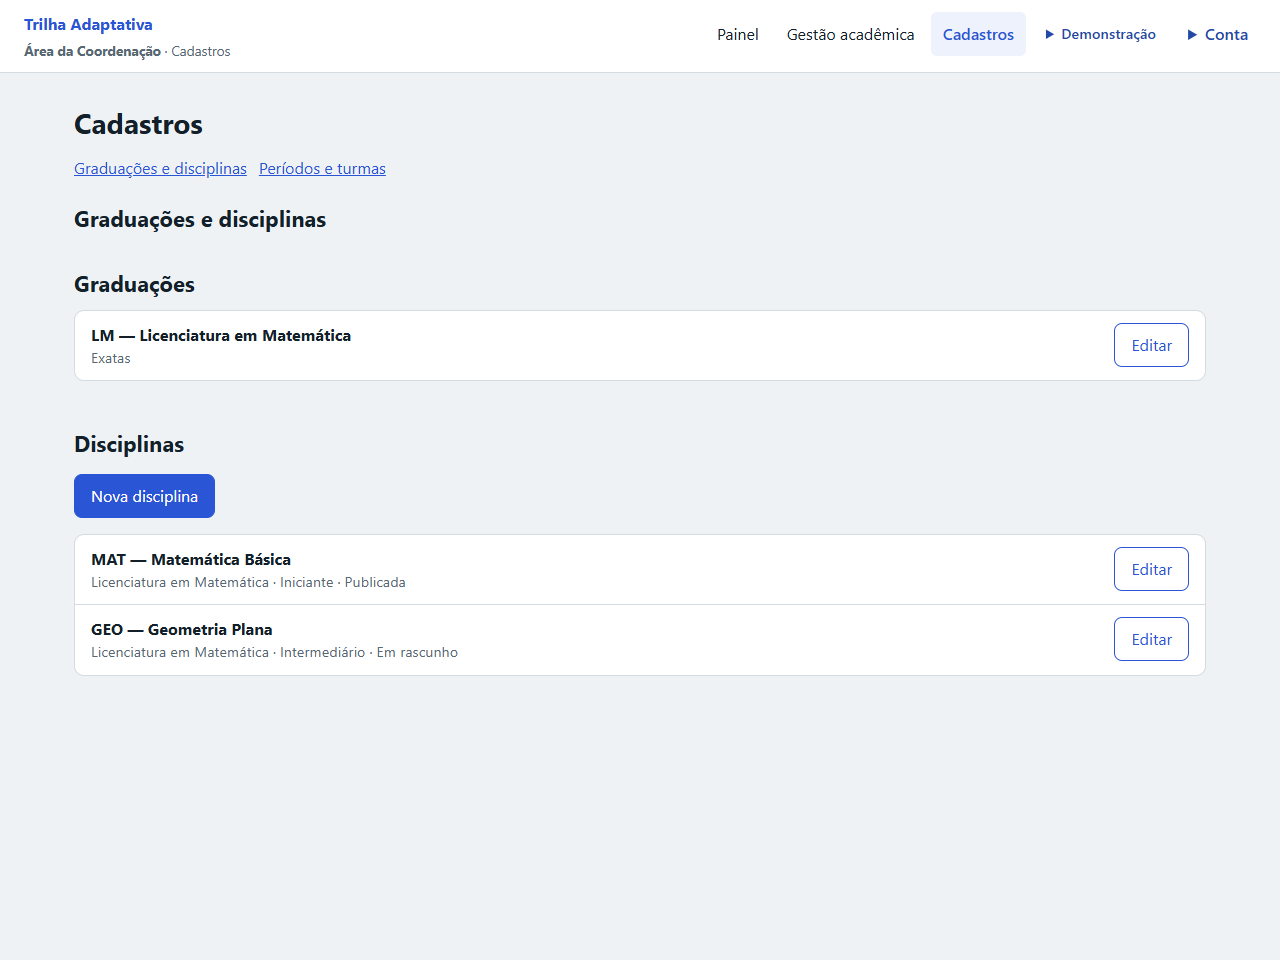 Trilha Adaptativa
Área da Coordenação · Cadastros
Painel
Gestão acadêmica
Cadastros
Demonstração
Conta
Cadastros
Graduações e disciplinas
Períodos e turmas
Graduações e disciplinas
Graduações
LM — Licenciatura em Matemática
Exatas
Editar
Disciplinas
Nova disciplina
MAT — Matemática Básica
Licenciatura em Matemática · Iniciante · Publicada
Editar
GEO — Geometria Plana
Licenciatura em Matemática · Intermediário · Em rascunho
Editar